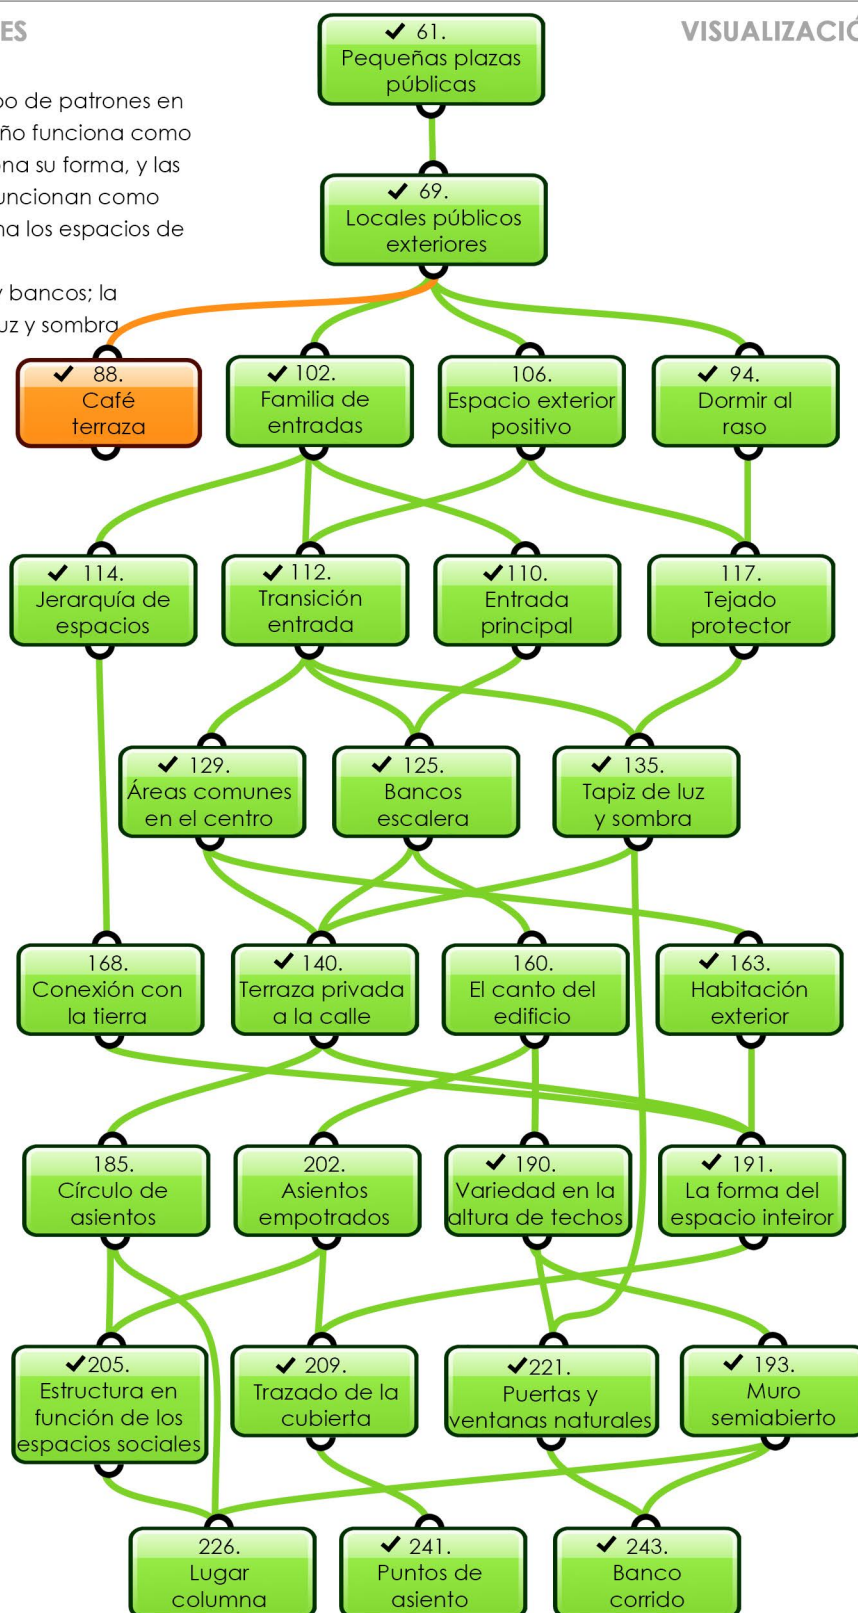 ES
VISUALIZACIÓ
✔ 61.
Pequeñas plazas
públicas
po de patrones en
ño funciona como
na su forma, y las
funcionan como
na los espacios de
y bancos; la
uz y sombra
✔ 69.
Locales públicos
exteriores
✔ 88.
Café
terraza
✔ 102.
Familia de
entradas
106.
Espacio exterior
positivo
✔ 94.
Dormir al
raso
✔ 114.
Jerarquía de
espacios
✔ 112.
Transición
entrada
✔ 110.
Entrada
principal
117.
Tejado
protector
✔ 129.
Áreas comunes
en el centro
✔ 125.
Bancos
escalera
✔ 135.
Tapiz de luz
y sombra
168.
Conexión con
la tierra
✔ 140.
Terraza privada
a la calle
160.
El canto del
edificio
✔ 163.
Habitación
exterior
185.
Círculo de
asientos
202.
Asientos
empotrados
✔ 190.
Variedad en la
altura de techos
✔ 191.
La forma del
espacio inteiror
✔ 205.
Estructura en
función de los
espacios sociales
✔ 209.
Trazado de la
cubierta
✔ 221.
Puertas y
ventanas naturales
✔ 193.
Muro
semiabierto
226.
Lugar
columna
✔ 241.
Puntos de
asiento
✔ 243.
Banco
corrido